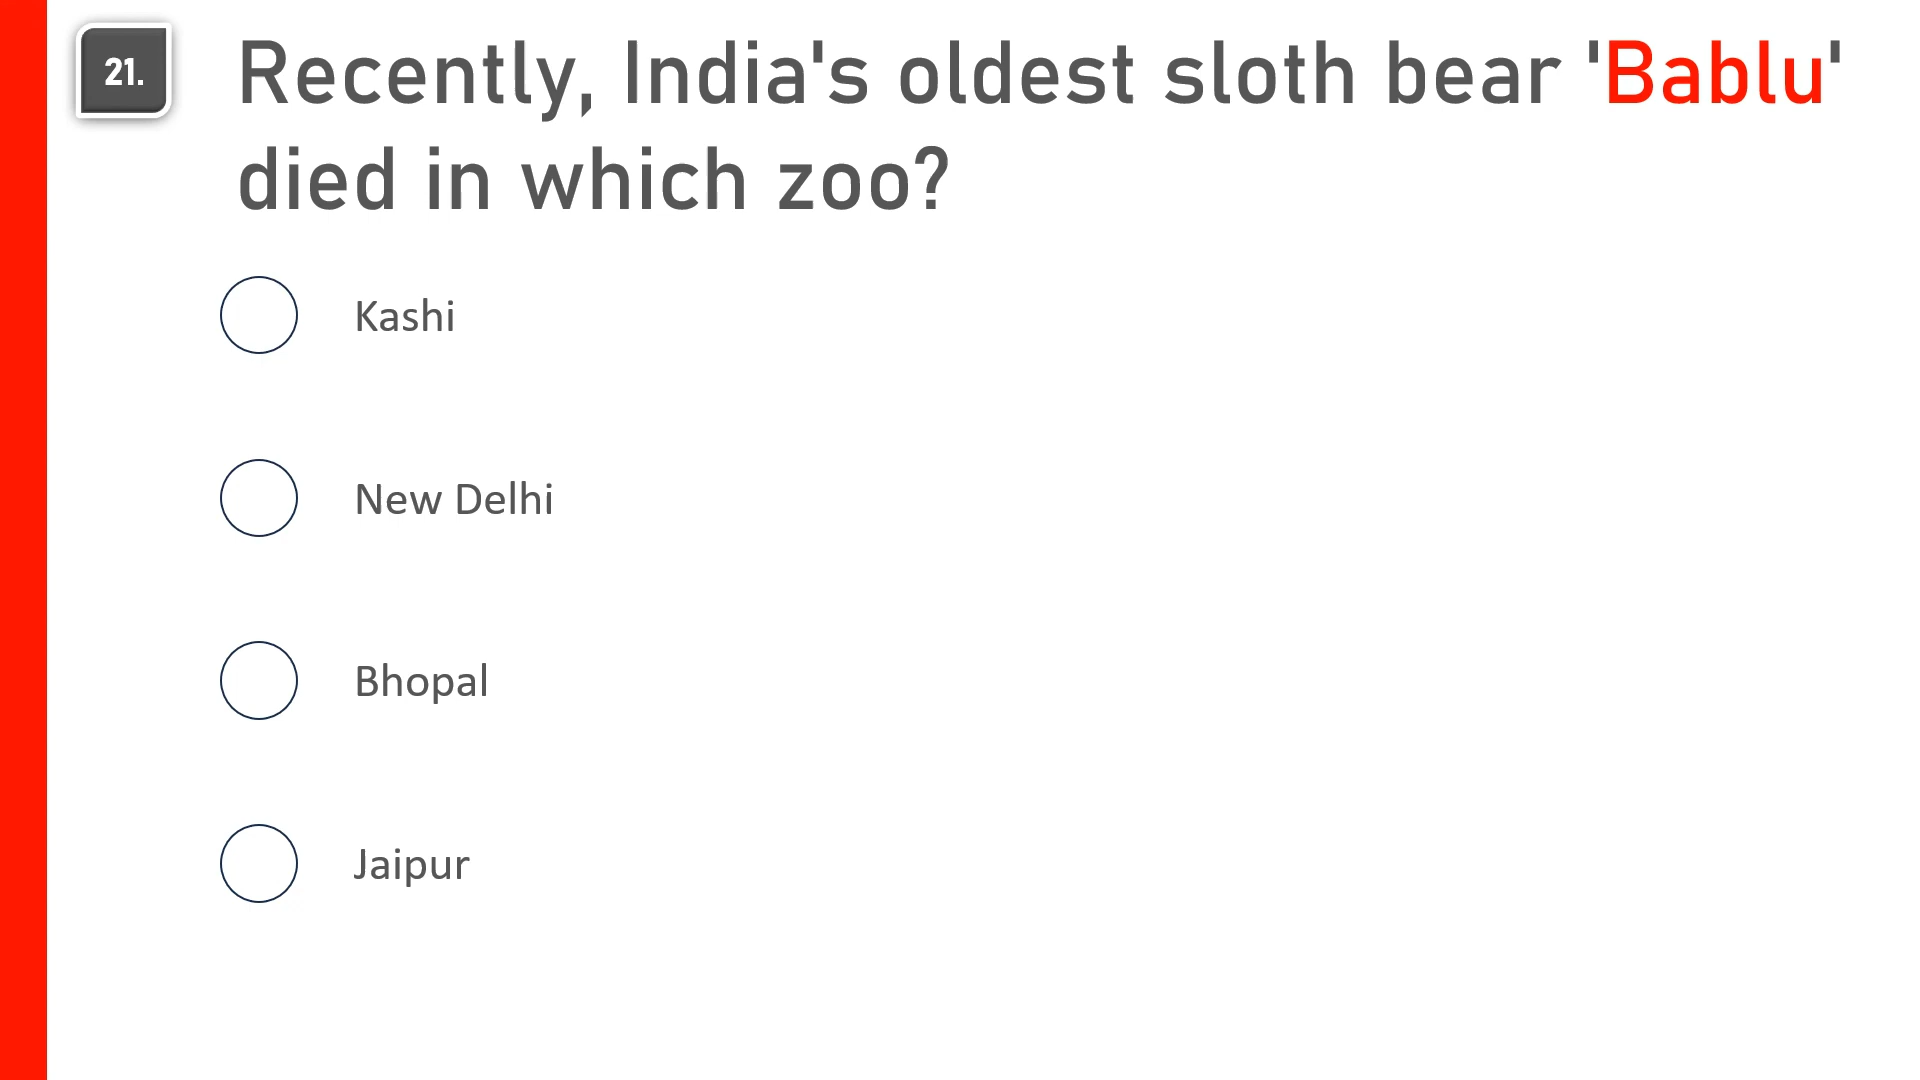 21.
Recently, India's oldest sloth bear 'Bablu'
died in which zoo?
Kashi
New Delhi
Bhopal
Jaipur